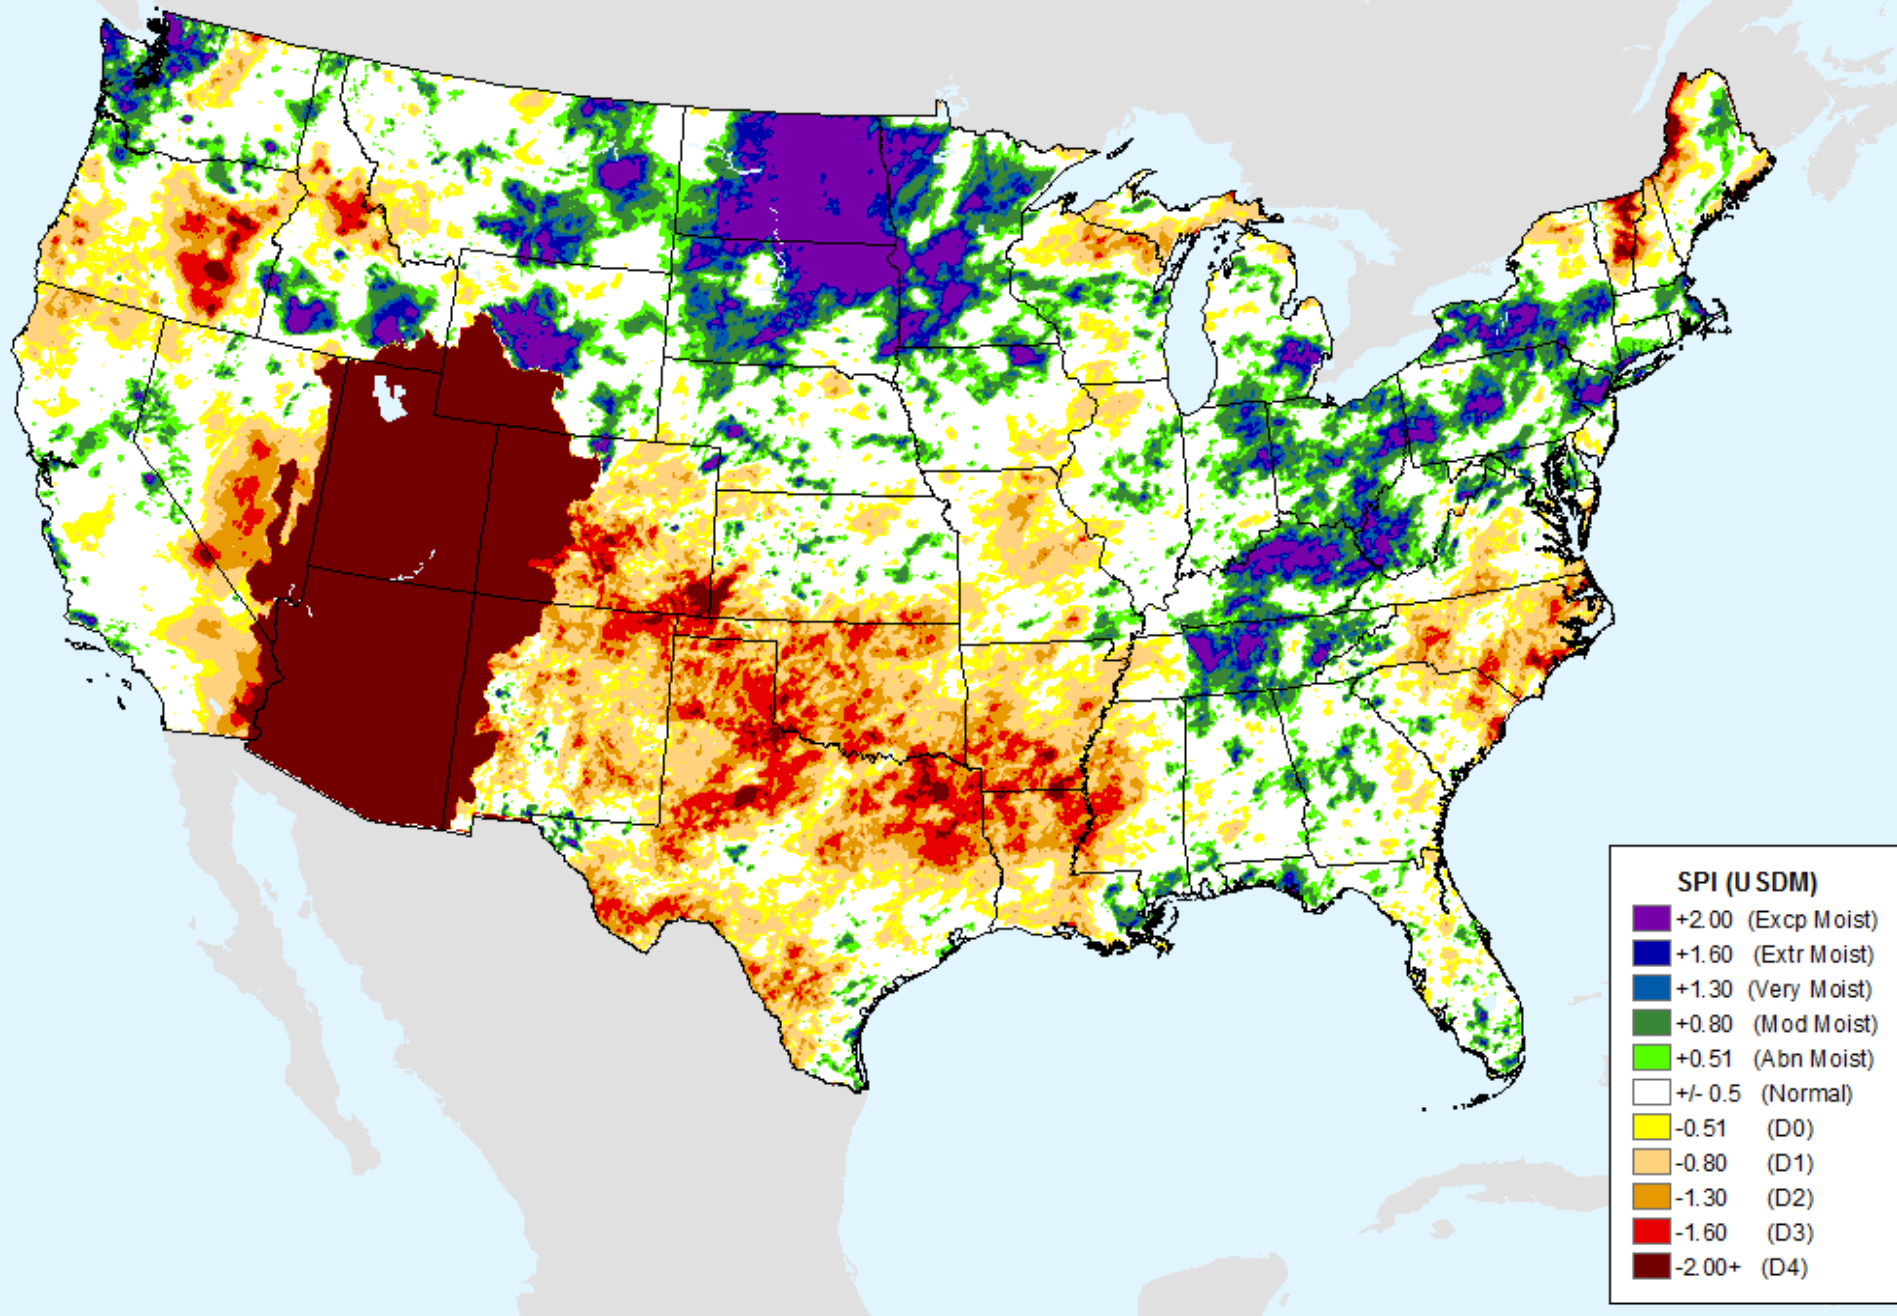 SPI (USDM)
+2.00 (Excp Moist)
+1.60 (Extr Moist)
+1.30 (Very Moist)
+0.80 (Mod Moist)
+0.51 (Abn Moist)
+/- 0.5 (Normal)
-0.51 (D0)
-0.80 (D1)
-1.30 (D2)
-1.60 (D3)
-2.00+ (D4)